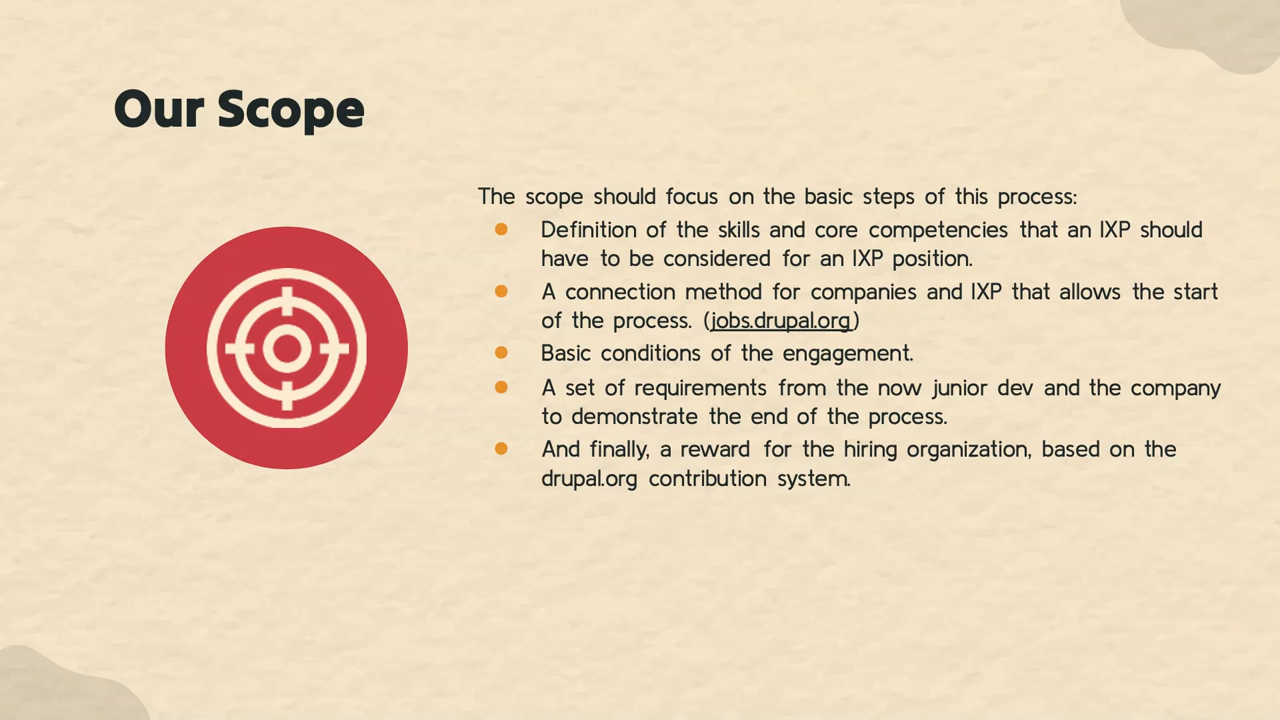 Our Scope
The scope should focus on the basic steps of this process:
Definition of the skills and core competencies that an IXP should
have to be considered for an IXP position.
A connection method for companies and IXP that allows the start
of the process. (jobs.drupal.org)
Basic conditions of the engagement.
A set of requirements from the now junior dev and the company
to demonstrate the end of the process.
And finally, a reward for the hiring organization, based on the
drupal.org contribution system.